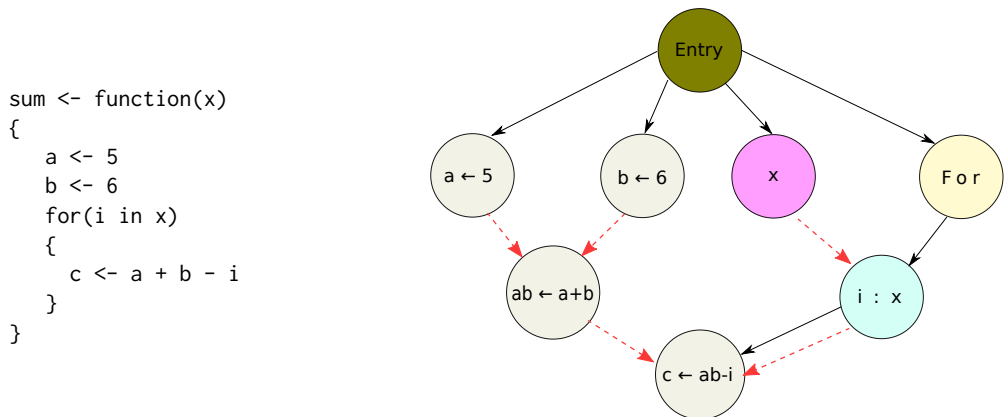 sum <- function(x)
{
   a <- 5
   b <- 6
   for(i in x)
   {
     c <- a + b - i
   }
}
Entry
a ← 5
b ← 6
x
For
ab ← a+b
i : x
c ← ab-i